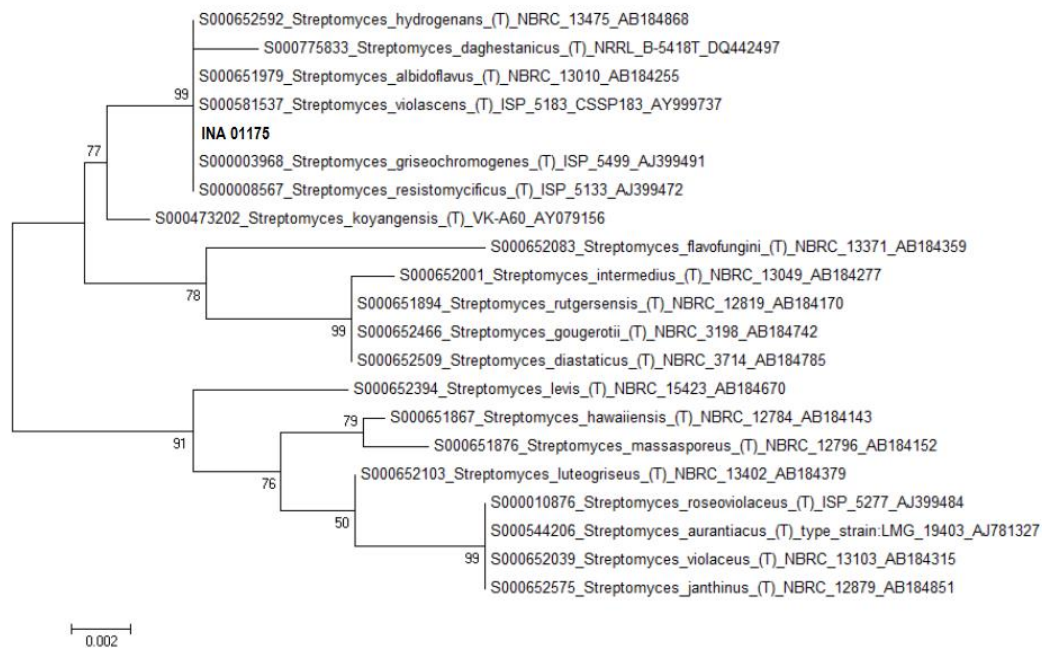 S000652592_Streptomyces_hydrogenans_(T)_NBRC_13475_AB184868
S000775833_Streptomyces_daghestanicus_(T)_NRRL_B-5418T_DQ442497
S000651979_Streptomyces_albidoflavus_(T)_NBRC_13010_AB184255
99
S000581537_Streptomyces_violascens_(T)_ISP_5183_CSSP183_AY999737
INA 01175
77
S000003968_Streptomyces_griseochromogenes_(T)_ISP_5499_AJ399491
S000008567_Streptomyces_resistomycificus_(T)_ISP_5133_AJ399472
S000473202_Streptomyces_koyangensis_(T)_VK-A60_AY079156
S000652083_Streptomyces_flavofungini_(T)_NBRC_13371_AB184359
S000652001_Streptomyces_intermedius_(T)_NBRC_13049_AB184277
78
S000651894_Streptomyces_rutgersensis_(T)_NBRC_12819_AB184170
99
S000652466_Streptomyces_gougerotii_(T)_NBRC_3198_AB184742
S000652509_Streptomyces_diastaticus_(T)_NBRC_3714_AB184785
S000652394_Streptomyces_levis_(T)_NBRC_15423_AB184670
79
S000651867_Streptomyces_hawaiiensis_(T)_NBRC_12784_AB184143
91
S000651876_Streptomyces_massasporeus_(T)_NBRC_12796_AB184152
76
S000652103_Streptomyces_luteogriseus_(T)_NBRC_13402_AB184379
S000010876_Streptomyces_roseoviolaceus_(T)_ISP_5277_AJ399484
50
S000544206_Streptomyces_aurantiacus_(T)_type_strain:LMG_19403_AJ781327
99
S000652039_Streptomyces_violaceus_(T)_NBRC_13103_AB184315
S000652575_Streptomyces_janthinus_(T)_NBRC_12879_AB184851
0.002